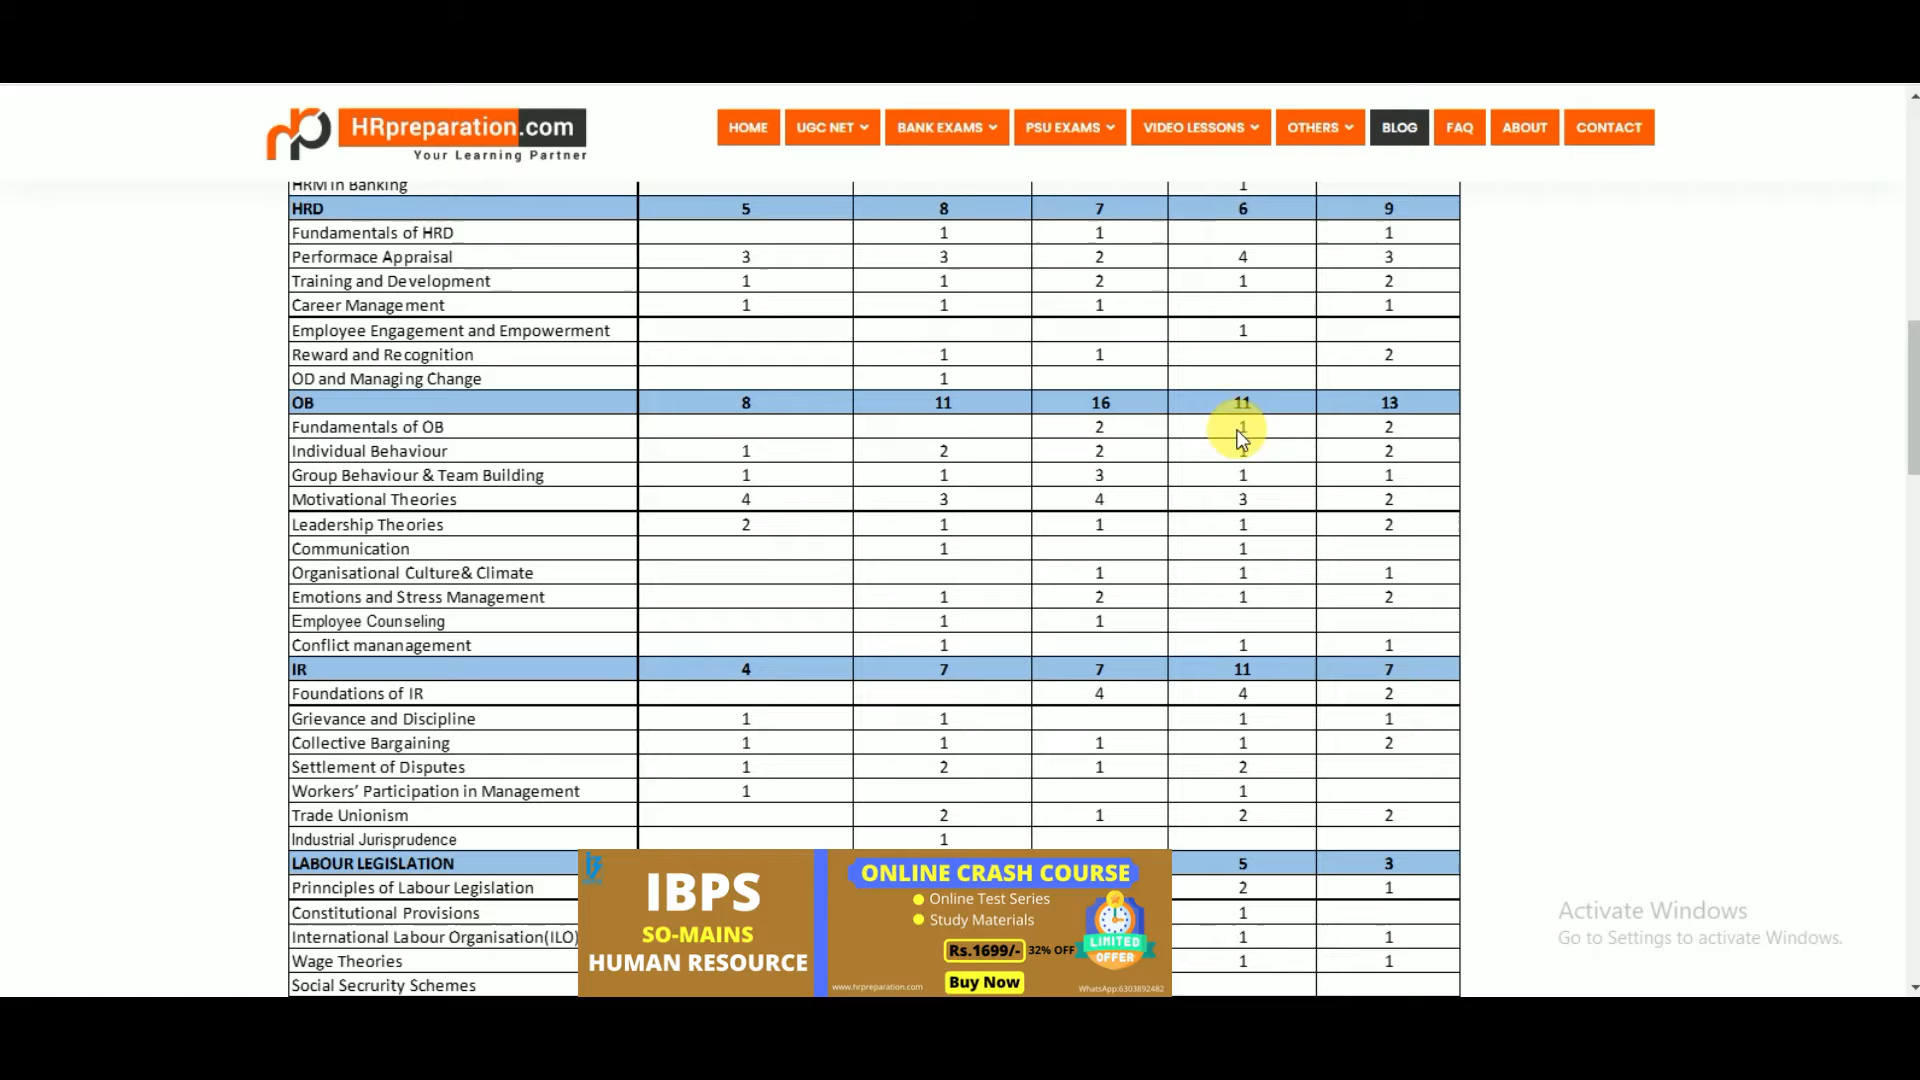 HRpreparation.com
Your Learning Partner
HOME UGC NET BANK EXAMS PSU EXAMS VIDEO LESSONS OTHERS BLOG FAQ ABOUT CONTACT
HRM in Banking 1
HRD 5 8 7 6 9
Fundamentals of HRD 1 1 1
Performace Appraisal 3 3 2 4 3
Training and Development 1 1 2 1 2
Career Management 1 1 1 1
Employee Engagement and Empowerment 1
Reward and Recognition 1 1 2
OD and Managing Change 1
OB 8 11 16 11 13
Fundamentals of OB 2 1 2
Individual Behaviour 1 2 2 1 2
Group Behaviour & Team Building 1 1 3 1 1
Motivational Theories 4 3 4 3 2
Leadership Theories 2 1 1 1 2
Communication 1 1
Organisational Culture& Climate 1 1 1
Emotions and Stress Management 1 2 1 2
Employee Counseling 1 1
Conflict mananagement 1 1 1
IR 4 7 7 11 7
Foundations of IR 4 4 2
Grievance and Discipline 1 1 1 1
Collective Bargaining 1 1 1 1 2
Settlement of Disputes 1 2 1 2
Workers' Participation in Management 1 1
Trade Unionism 2 1 2 2
Industrial Jurisprudence 1
LABOUR LEGISLATION 5 3
Prinnciples of Labour Legislation 2 1
Constitutional Provisions 1
International Labour Organisation(ILO) 1 1
Wage Theories 1 1
Social Secrurity Schemes
IBPS
SO-MAINS
HUMAN RESOURCE
ONLINE CRASH COURSE
Online Test Series
Study Materials
Rs.1699/- 32% OFF
Buy Now
LIMITED
OFFER
www.hrpreparation.com
WhatsApp:6303892482
Activate Windows
Go to Settings to activate Windows.